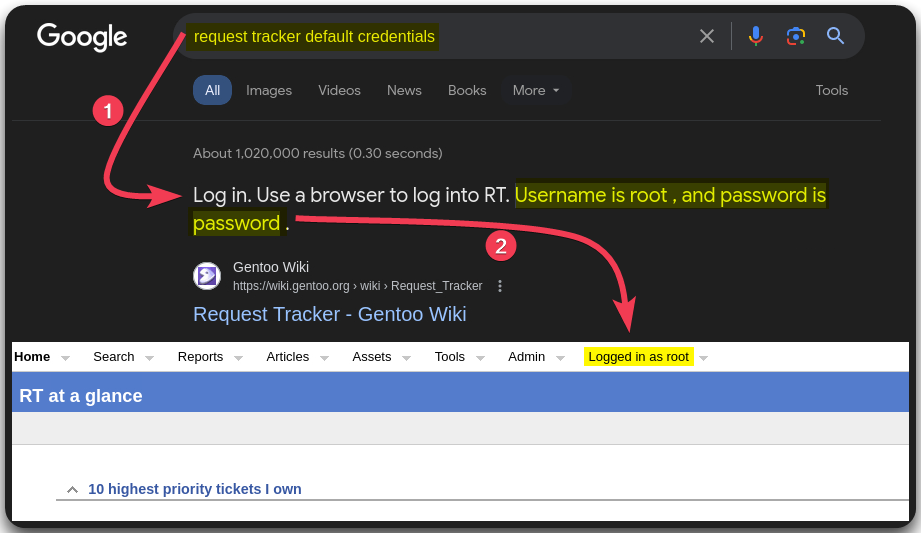 Google
request tracker default credentials
All Images Videos News Books More Tools
1
About 1,020,000 results (0.30 seconds)
Log in. Use a browser to log into RT. Username is root , and password is
password .
2
Gentoo Wiki
https://wiki.gentoo.org › wiki › Request_Tracker
Request Tracker - Gentoo Wiki
Home Search Reports Articles Assets Tools Admin Logged in as root
RT at a glance
10 highest priority tickets I own